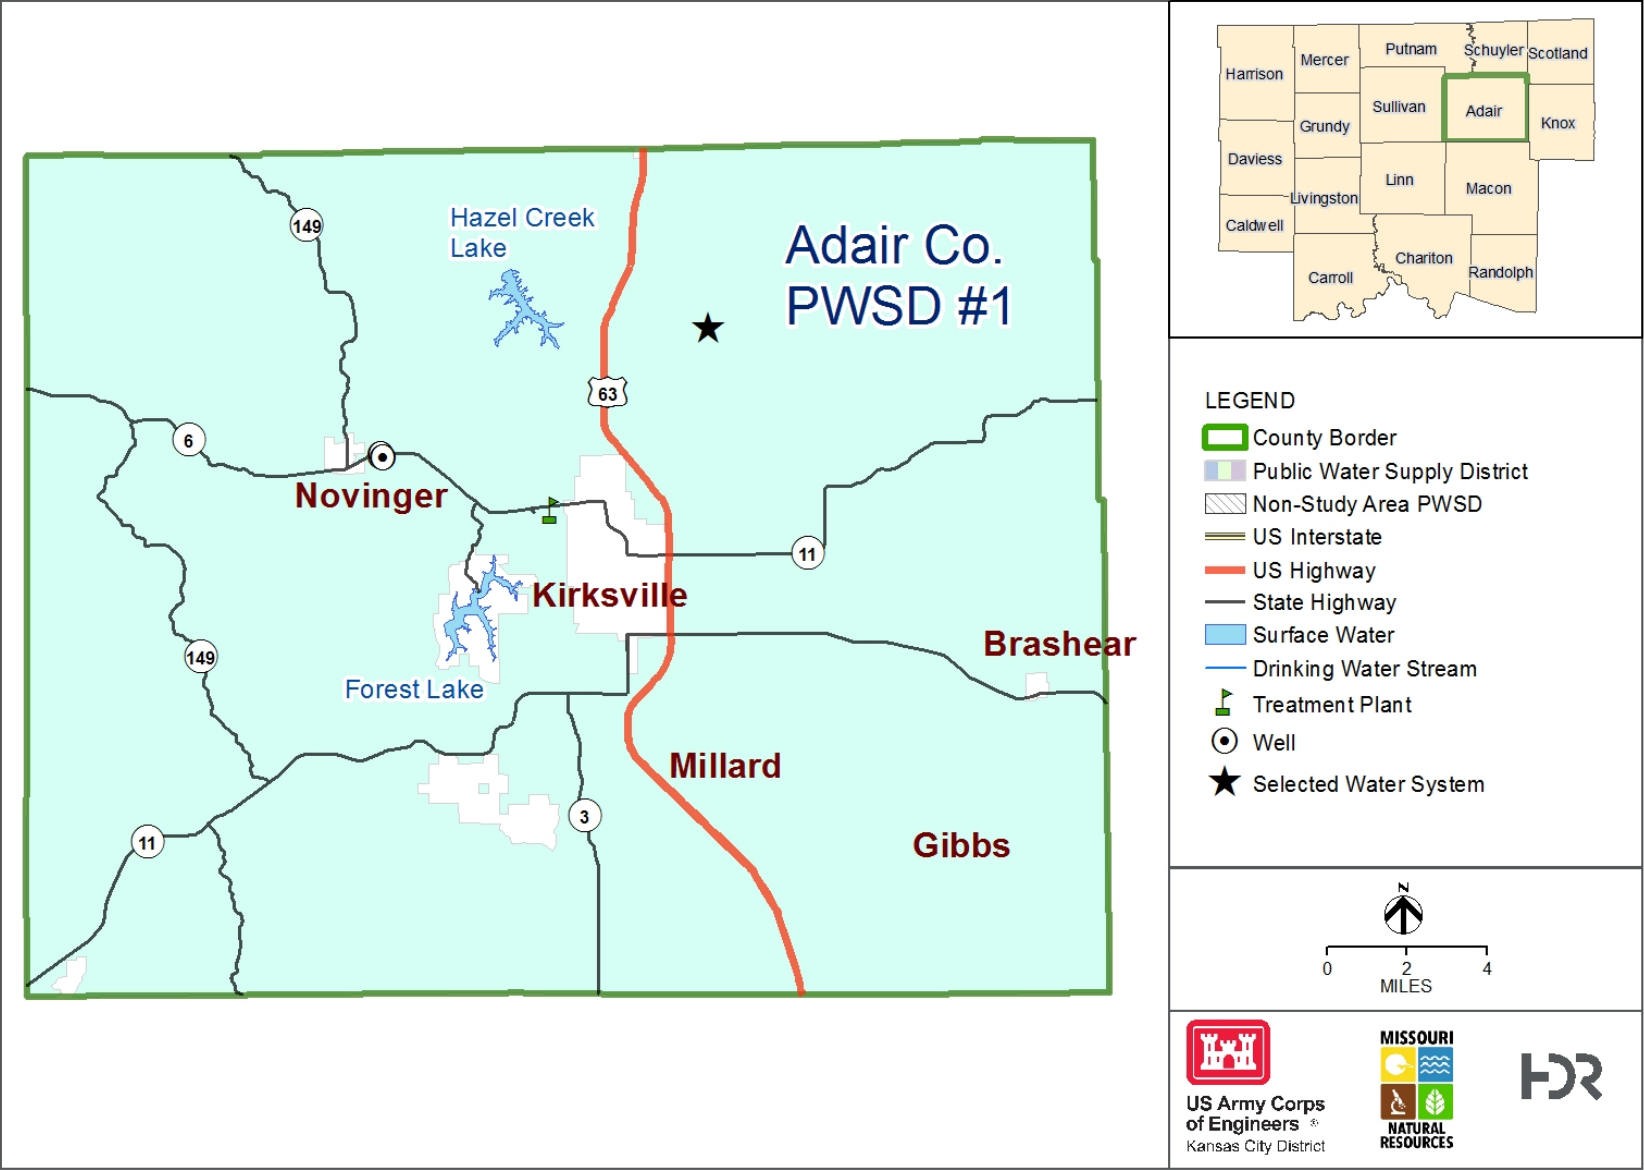 Hazel Creek
Lake
Adair Co.
PWSD #1
149
63
6
Novinger
11
Kirksville
Brashear
149
Forest Lake
Millard
3
11
Gibbs
Putnam
Schuyler
Scotland
Mercer
Harrison
Sullivan
Adair
Knox
Grundy
Daviess
Linn
Macon
Livingston
Caldwell
Chariton
Randolph
Carroll
LEGEND
County Border
Public Water Supply District
Non-Study Area PWSD
US Interstate
US Highway
State Highway
Surface Water
Drinking Water Stream
Treatment Plant
Well
Selected Water System
N
0 2 4
MILES
US Army Corps
of Engineers ®
Kansas City District
MISSOURI
NATURAL
RESOURCES
HDR